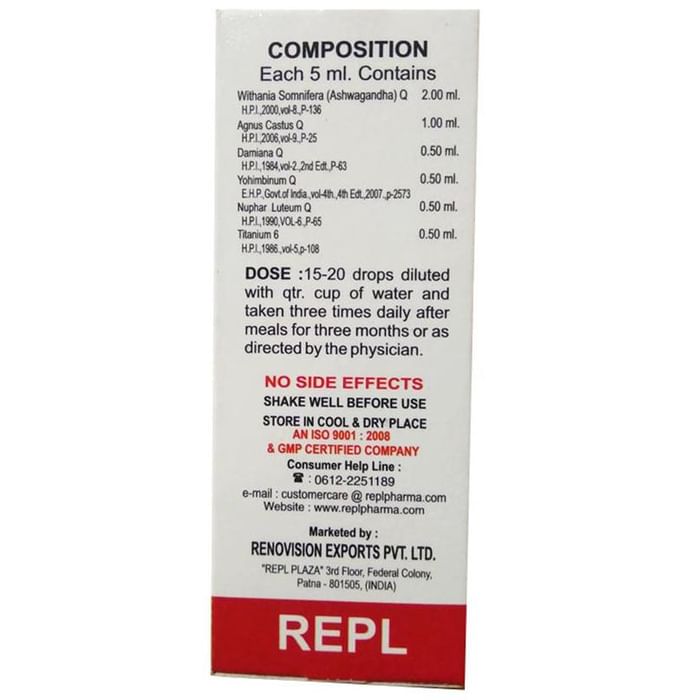 COMPOSITION
Each 5 ml. Contains
Withania Somnifera (Ashwagandha) Q 2.00 ml.
H.P.I.,2000,vol-8.,P-136
Agnus Castus Q 1.00 ml.
H.P.I.,2006,vol-9.,P-25
Damiana Q 0.50 ml.
H.P.I.,1984,vol-2.,2nd Edt.,P-63
Yohimbinum Q 0.50 ml.
E.H.P.,Govt.of India.,vol-4th.,4th Edt.,2007.,p-2573
Nuphar Luteum Q 0.50 ml.
H.P.I.,1990,VOL-6.,P-65
Titanium 6 0.50 ml.
H.P.I.,1986.,vol-5,p-108
DOSE :15-20 drops diluted
with qtr. cup of water and
taken three times daily after
meals for three months or as
directed by the physician.
NO SIDE EFFECTS
SHAKE WELL BEFORE USE
STORE IN COOL & DRY PLACE
AN ISO 9001 : 2008
& GMP CERTIFIED COMPANY
Consumer Help Line :
☎ : 0612-2251189
e-mail : customercare @ replpharma.com
Website : www.replpharma.com
Marketed by :
RENOVISION EXPORTS PVT. LTD.
"REPL PLAZA" 3rd Floor, Federal Colony,
Patna - 801505, (INDIA)
REPL